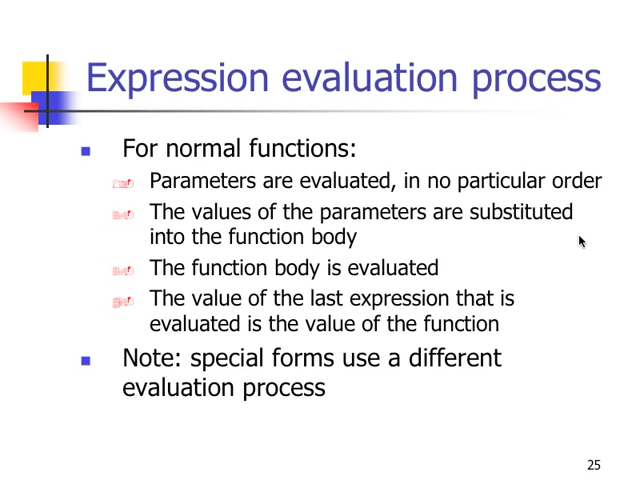 Expression evaluation process
For normal functions:
Parameters are evaluated, in no particular order
The values of the parameters are substituted
into the function body
The function body is evaluated
The value of the last expression that is
evaluated is the value of the function
Note: special forms use a different
evaluation process
25